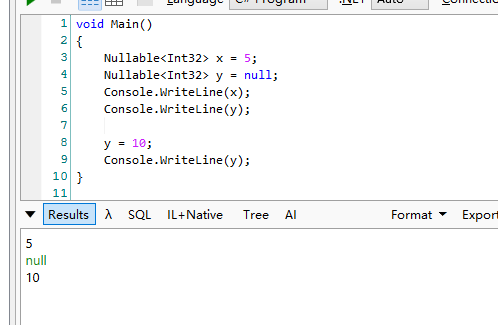 Language C# Program .NET Auto Connection
1 void Main()
2 {
3 Nullable<Int32> x = 5;
4 Nullable<Int32> y = null;
5 Console.WriteLine(x);
6 Console.WriteLine(y);
7
8 y = 10;
9 Console.WriteLine(y);
10 }
11
Results λ SQL IL+Native Tree AI Format Export
5
null
10